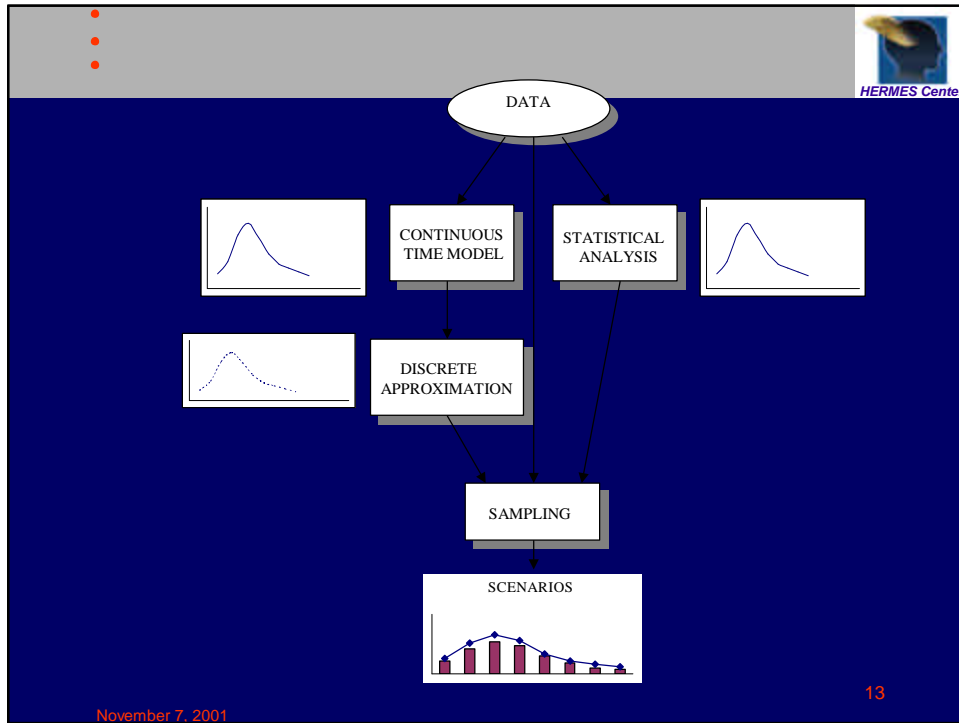 HERMES Cente
DATA
CONTINUOUS
TIME MODEL
STATISTICAL
ANALYSIS
DISCRETE
APPROXIMATION
SAMPLING
SCENARIOS
13
November 7, 2001